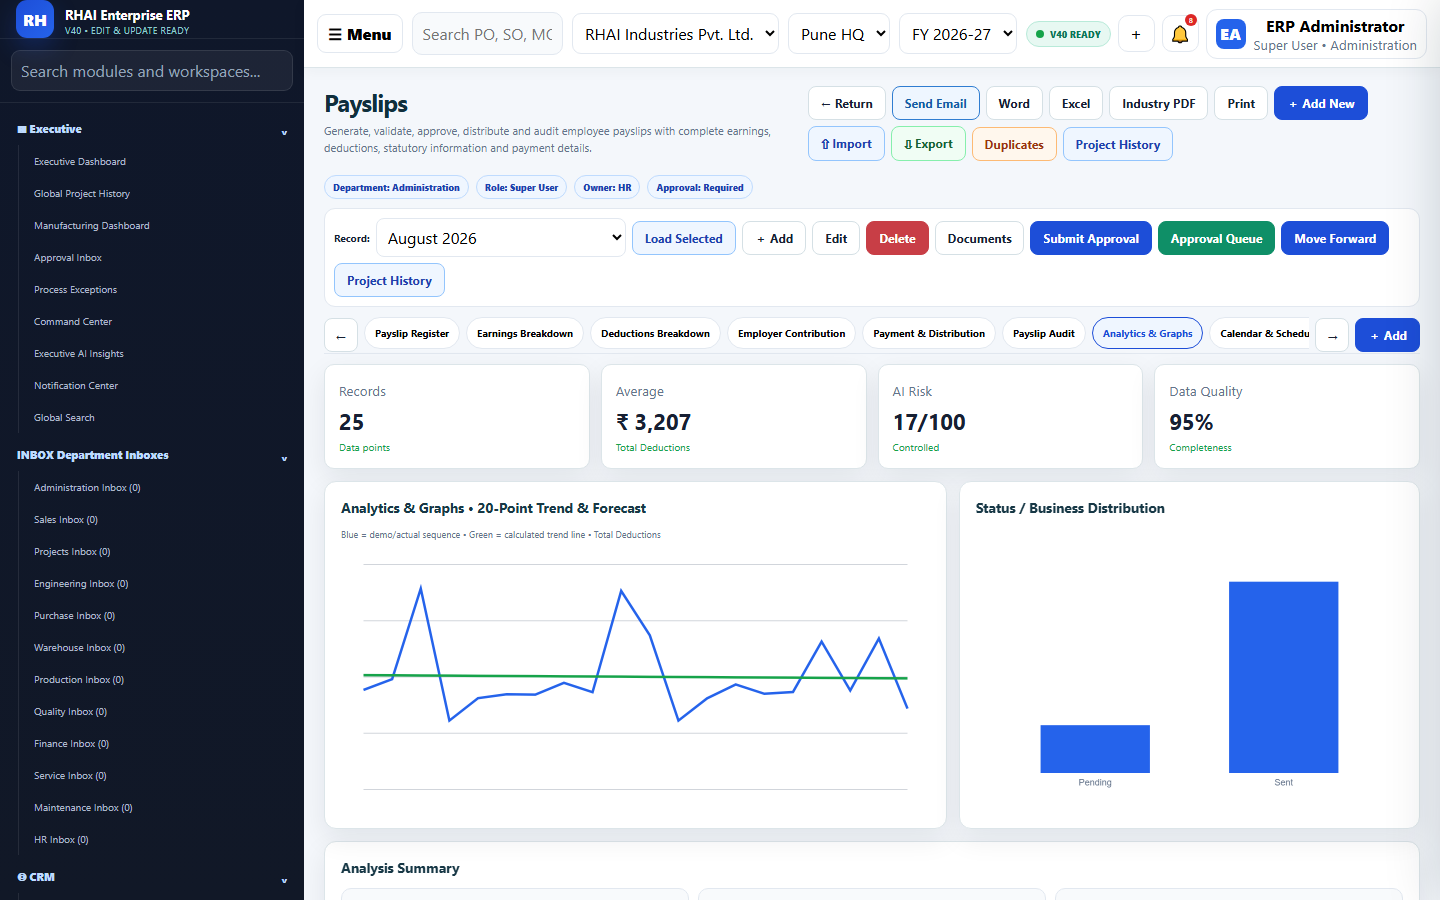 RH
RHAI Enterprise ERP
V40 • EDIT & UPDATE READY
Search modules and workspaces...
Executive
Executive Dashboard
Global Project History
Manufacturing Dashboard
Approval Inbox
Process Exceptions
Command Center
Executive AI Insights
Notification Center
Global Search
INBOX Department Inboxes
Administration Inbox (0)
Sales Inbox (0)
Projects Inbox (0)
Engineering Inbox (0)
Purchase Inbox (0)
Warehouse Inbox (0)
Production Inbox (0)
Quality Inbox (0)
Finance Inbox (0)
Service Inbox (0)
Maintenance Inbox (0)
HR Inbox (0)
CRM
☰ Menu
Search PO, SO, MO
RHAI Industries Pvt. Ltd.
Pune HQ
FY 2026-27
V40 READY
+
8
EA
ERP Administrator
Super User • Administration
Payslips
Generate, validate, approve, distribute and audit employee payslips with complete earnings,
deductions, statutory information and payment details.
← Return
Send Email
Word
Excel
Industry PDF
Print
+ Add New
⇧ Import
⇩ Export
Duplicates
Project History
Department: Administration
Role: Super User
Owner: HR
Approval: Required
Record:
August 2026
Load Selected
+ Add
Edit
Delete
Documents
Submit Approval
Approval Queue
Move Forward
Project History
←
Payslip Register
Earnings Breakdown
Deductions Breakdown
Employer Contribution
Payment & Distribution
Payslip Audit
Analytics & Graphs
Calendar & Schedu
→
+ Add
Records
25
Data points
Average
₹ 3,207
Total Deductions
AI Risk
17/100
Controlled
Data Quality
95%
Completeness
Analytics & Graphs • 20-Point Trend & Forecast
Blue = demo/actual sequence • Green = calculated trend line • Total Deductions
Status / Business Distribution
Pending
Sent
Analysis Summary